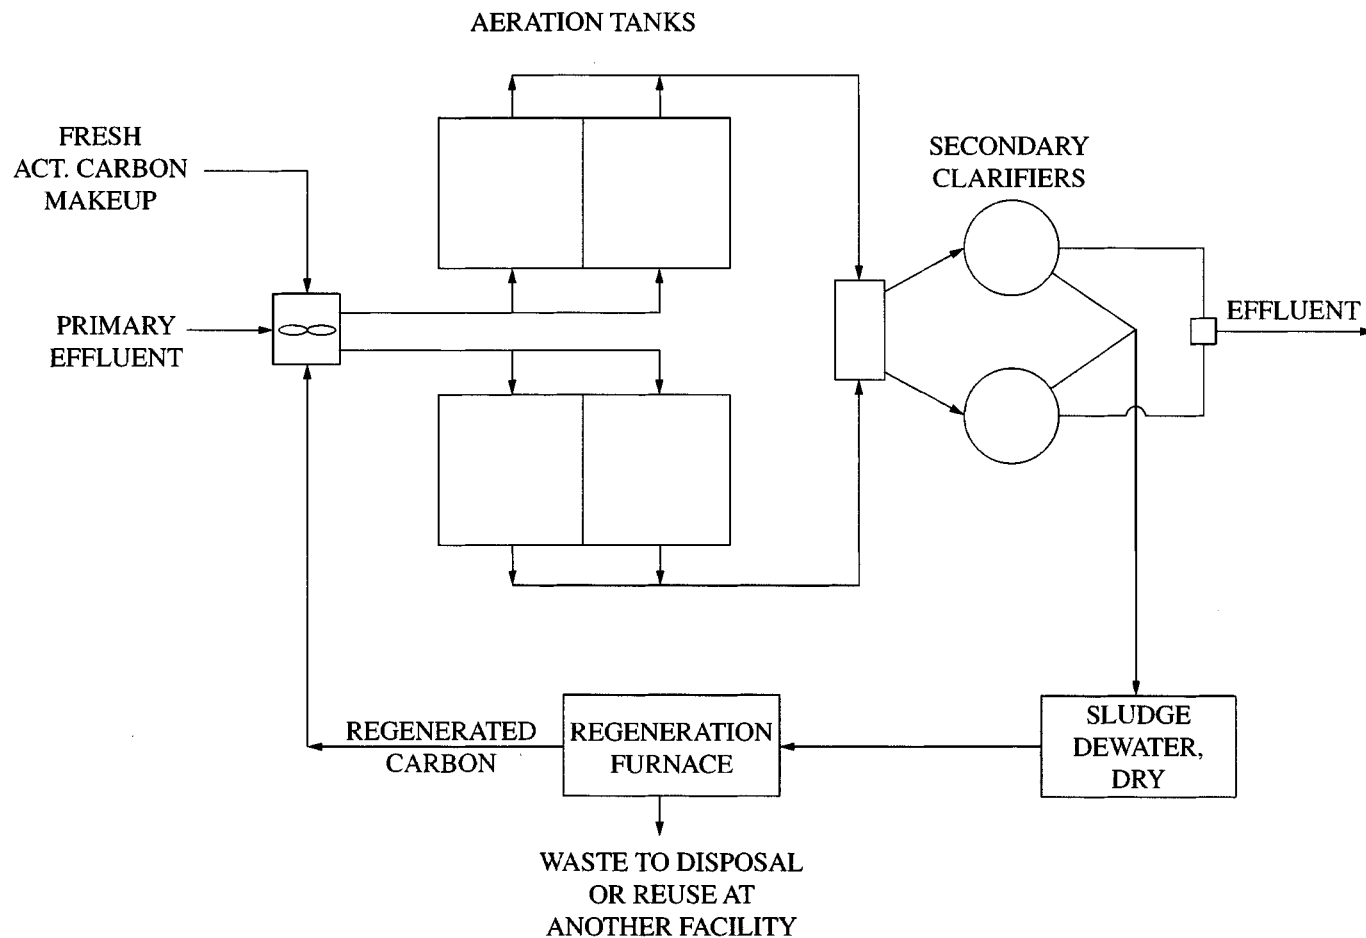 AERATION TANKS
FRESH
ACT. CARBON
MAKEUP
SECONDARY
CLARIFIERS
PRIMARY
EFFLUENT
EFFLUENT
REGENERATED
CARBON
REGENERATION
FURNACE
SLUDGE
DEWATER,
DRY
WASTE TO DISPOSAL
OR REUSE AT
ANOTHER FACILITY